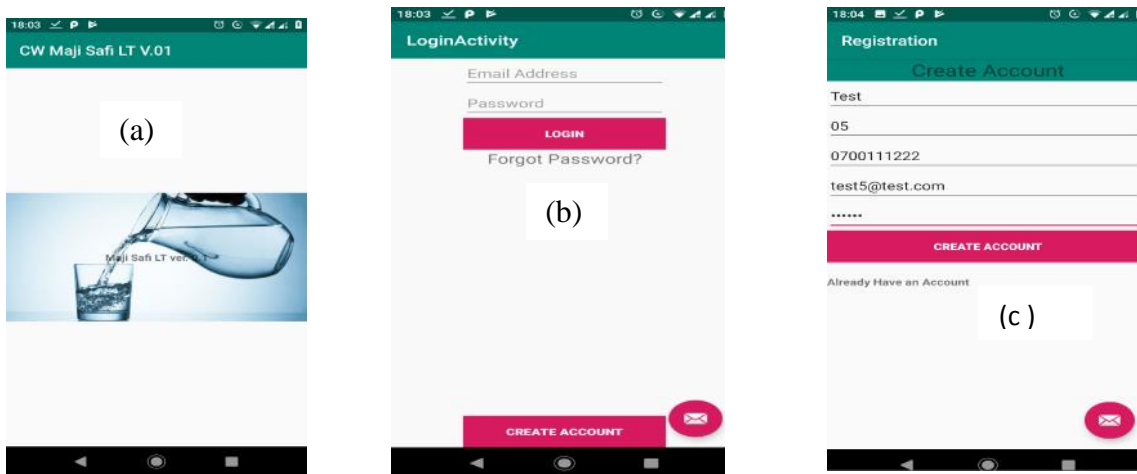 18:03
CW Maji Safi LT V.01
(a)
Maji Safi LT ver.
18:03
LoginActivity
Email Address
Password
LOGIN
Forgot Password?
(b)
CREATE ACCOUNT
18:04
Registration
Create Account
Test
05
0700111222
test5@test.com
••••••
CREATE ACCOUNT
Already Have an Account
(c )